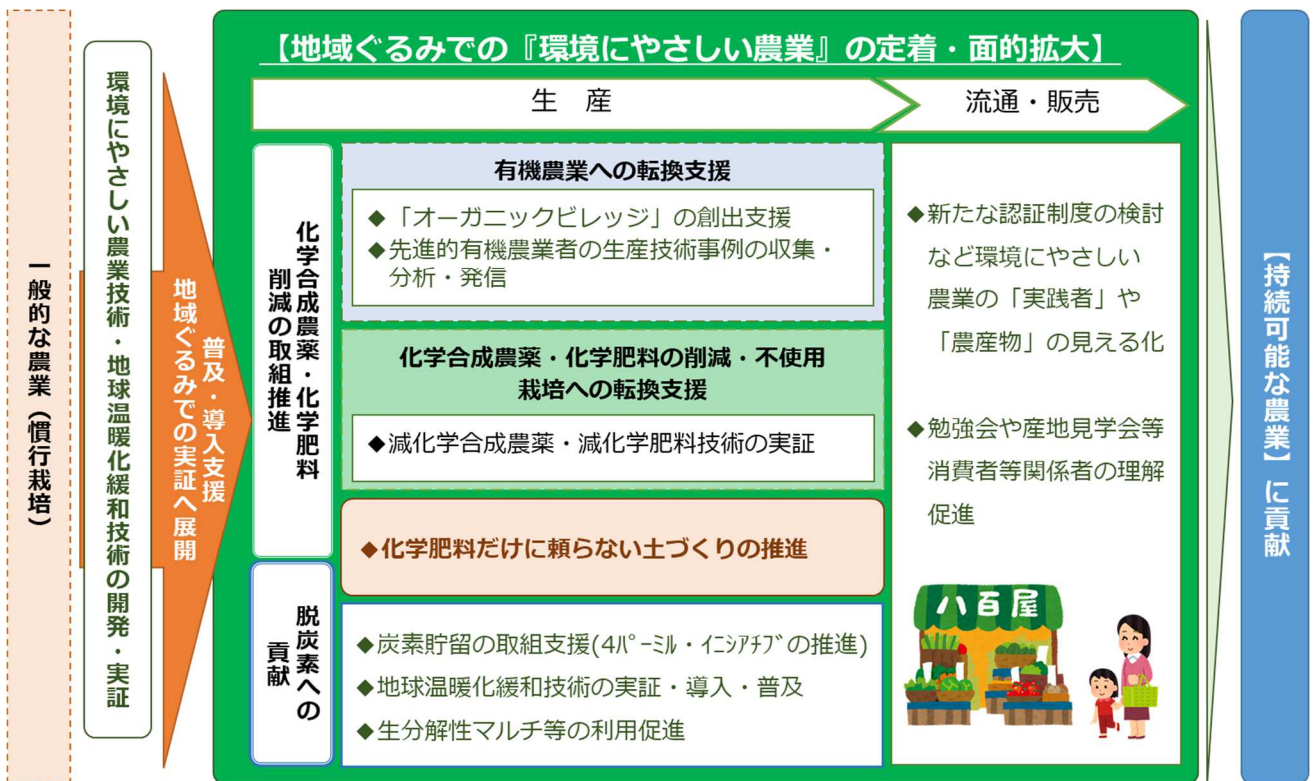 一般的な農業（慣行栽培）
環境にやさしい農業技術・地球温暖化緩和技術の開発・実証
普及・導入支援
地域ぐるみでの実証へ展開
【地域ぐるみでの『環境にやさしい農業』の定着・面的拡大】
生　産
流通・販売
化学合成農薬・化学肥料
削減の取組推進
有機農業への転換支援
◆「オーガニックビレッジ」の創出支援
◆先進的有機農業者の生産技術事例の収集・
分析・発信
化学合成農薬・化学肥料の削減・不使用
栽培への転換支援
◆減化学合成農薬・減化学肥料技術の実証
◆化学肥料だけに頼らない土づくりの推進
脱炭素への
貢献
◆炭素貯留の取組支援(4ﾊﾟｰﾐﾙ・ｲﾆｼｱﾁﾌﾞの推進)
◆地球温暖化緩和技術の実証・導入・普及
◆生分解性マルチ等の利用促進
◆新たな認証制度の検討
など環境にやさしい
農業の「実践者」や
「農産物」の見える化
◆勉強会や産地見学会等
消費者等関係者の理解
促進
八百屋
【持続可能な農業】に貢献